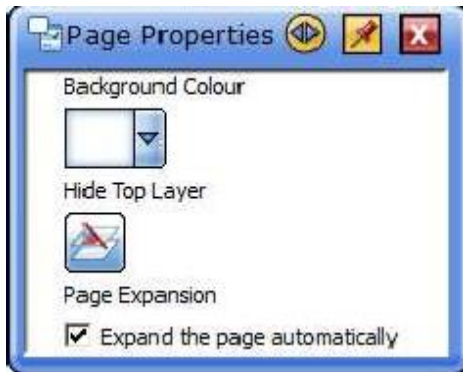 Page Properties
Background Colour
Hide Top Layer
Page Expansion
Expand the page automatically